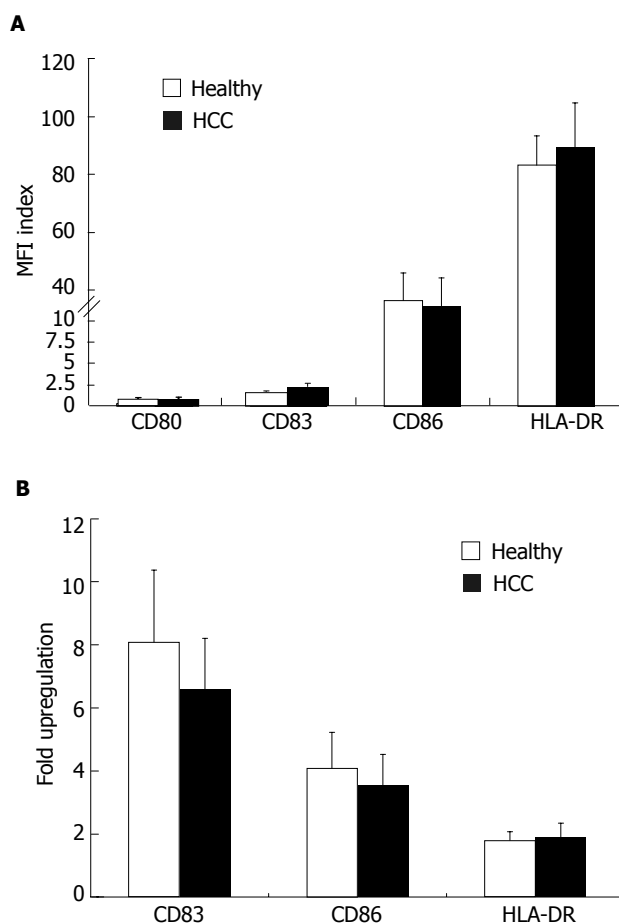 A
120
100
80
60
40
10
7.5
5
2.5
0
MFI index
Healthy
HCC
CD80 CD83 CD86 HLA-DR
B
12
10
8
6
4
2
0
Fold upregulation
Healthy
HCC
CD83 CD86 HLA-DR